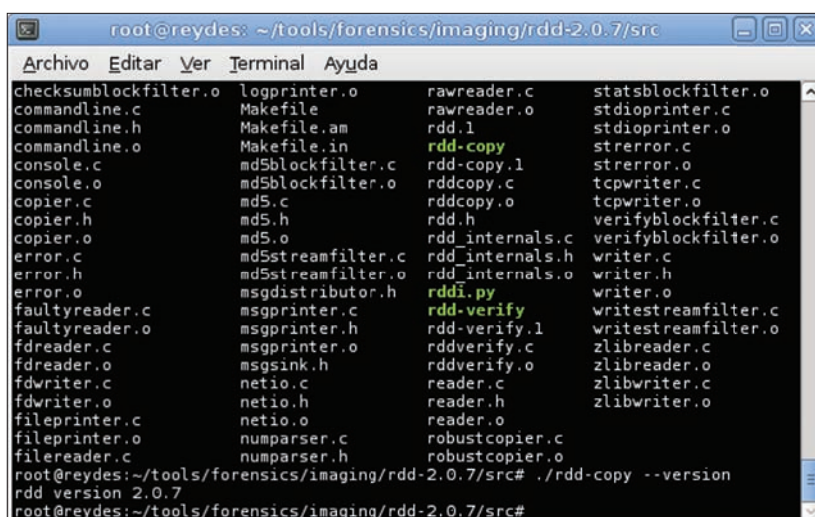 root@reydes: ~/tools/forensics/imaging/rdd-2.0.7/src
Archivo Editar Ver Terminal Ayuda
checksumblockfilter.o logprinter.o rawreader.c statsblockfilter.o
commandline.c Makefile rawreader.o stdioprinter.c
commandline.h Makefile.am rdd.1 stdioprinter.o
commandline.o Makefile.in rdd-copy strerror.c
console.c md5blockfilter.c rdd-copy.1 strerror.o
console.o md5blockfilter.o rddcopy.c tcpwriter.c
copier.c md5.c rddcopy.o tcpwriter.o
copier.h md5.h rdd.h verifyblockfilter.c
copier.o md5.o rdd_internals.c verifyblockfilter.o
error.c md5streamfilter.c rdd_internals.h writer.c
error.h md5streamfilter.o rdd_internals.o writer.h
error.o msgdistributor.h rddi.py writer.o
faultyreader.c msgprinter.c rdd-verify writestreamfilter.c
faultyreader.o msgprinter.h rdd-verify.1 writestreamfilter.o
fdreader.c msgprinter.o rddverify.c zlibreader.c
fdreader.o msgsink.h rddverify.o zlibreader.o
fdwriter.c netio.c reader.c zlibwriter.c
fdwriter.o netio.h reader.h zlibwriter.o
fileprinter.c netio.o reader.o
fileprinter.o numparser.c robustcopier.c
filereader.c numparser.h robustcopier.o
root@reydes:~/tools/forensics/imaging/rdd-2.0.7/src# ./rdd-copy --version
rdd version 2.0.7
root@reydes:~/tools/forensics/imaging/rdd-2.0.7/src#